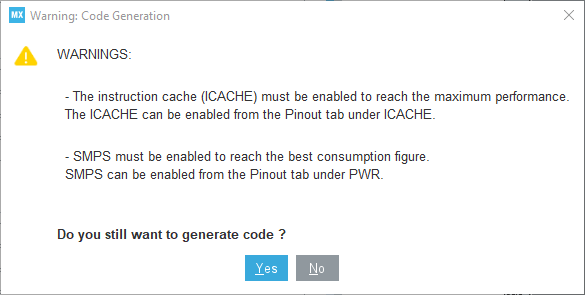 MX Warning: Code Generation
WARNINGS:
- The instruction cache (ICACHE) must be enabled to reach the maximum performance.
The ICACHE can be enabled from the Pinout tab under ICACHE.
- SMPS must be enabled to reach the best consumption figure.
SMPS can be enabled from the Pinout tab under PWR.
Do you still want to generate code ?
Yes No